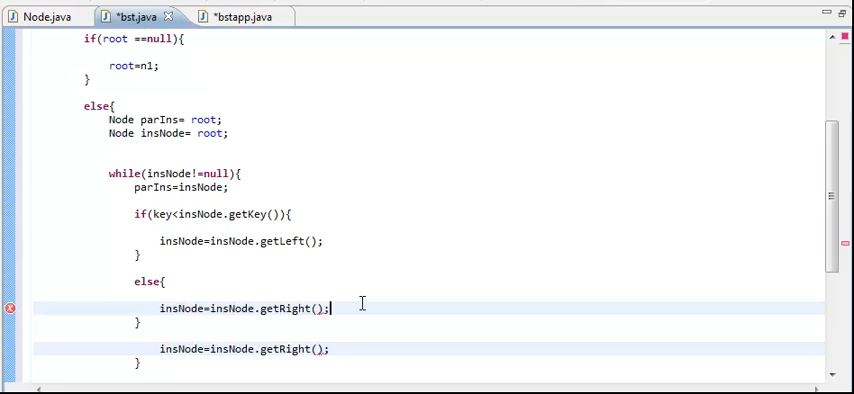 Node.java *bst.java *bstapp.java
if(root ==null){
root=n1;
}
else{
Node parIns= root;
Node insNode= root;
while(insNode!=null){
parIns=insNode;
if(key<insNode.getKey()){
insNode=insNode.getLeft();
}
else{
insNode=insNode.getRight();
}
insNode=insNode.getRight();
}